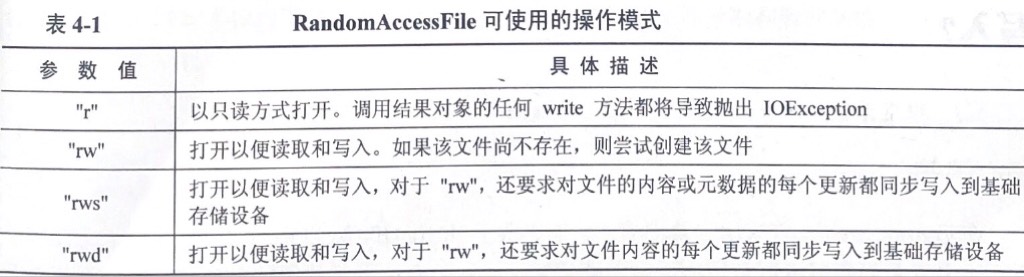 表 4-1 RandomAccessFile 可使用的操作模式
参 数 值 具 体 描 述
"r" 以只读方式打开。调用结果对象的任何 write 方法都将导致抛出 IOException
"rw" 打开以便读取和写入。如果该文件尚不存在，则尝试创建该文件
"rws" 打开以便读取和写入，对于 "rw"，还要求对文件的内容或元数据的每个更新都同步写入到基础
存储设备
"rwd" 打开以便读取和写入，对于 "rw"，还要求对文件内容的每个更新都同步写入到基础存储设备